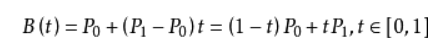 B(t) = P₀ + (P₁ − P₀) t = (1 − t) P₀ + tP₁, t ∈ [0, 1]